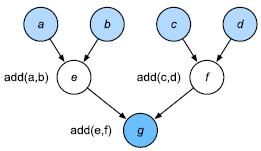 a b c d
add(a,b) e add(c,d) f
add(e,f) g